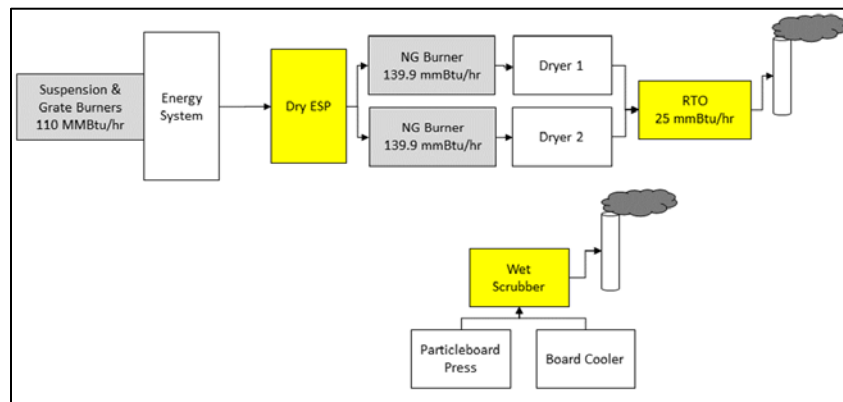 Suspension &
Grate Burners
110 MMBtu/hr
Energy
System
Dry ESP
NG Burner
139.9 mmBtu/hr
Dryer 1
NG Burner
139.9 mmBtu/hr
Dryer 2
RTO
25 mmBtu/hr
Wet
Scrubber
Particleboard
Press
Board Cooler